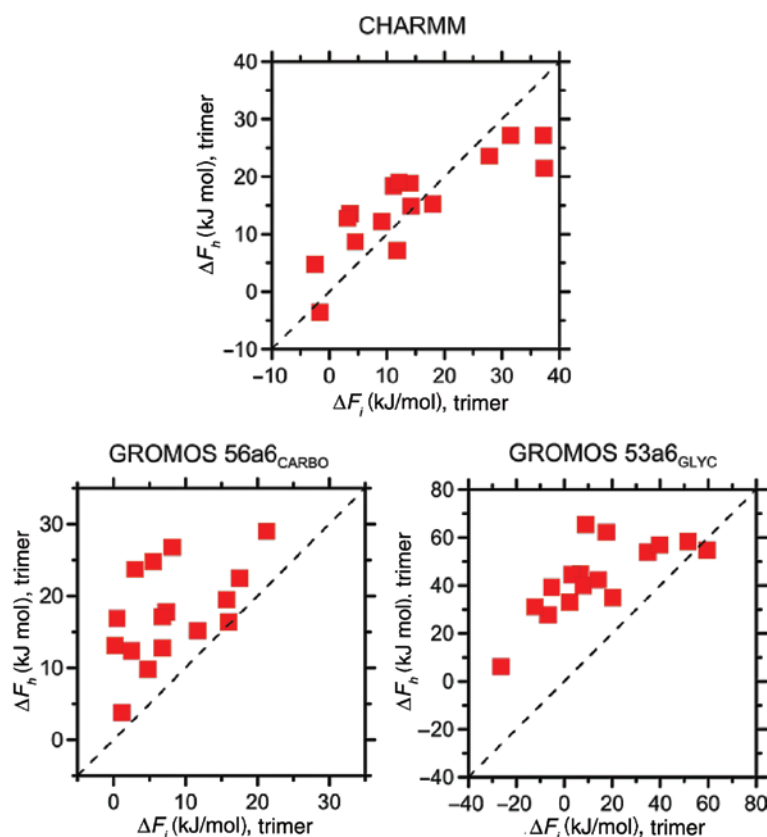 CHARMM
40
30
20
10
0
−10
ΔF_h (kJ mol), trimer
−10 0 10 20 30 40
ΔF_i (kJ/mol), trimer
GROMOS 56a6_CARBO
30
20
10
0
ΔF_h (kJ mol), trimer
0 10 20 30
ΔF_i (kJ/mol), trimer
GROMOS 53a6_GLYC
80
60
40
20
0
−20
−40
ΔF_h (kJ mol). trimer
−40 −20 0 20 40 60 80
.ΔF_i (kJ/mol), trimer